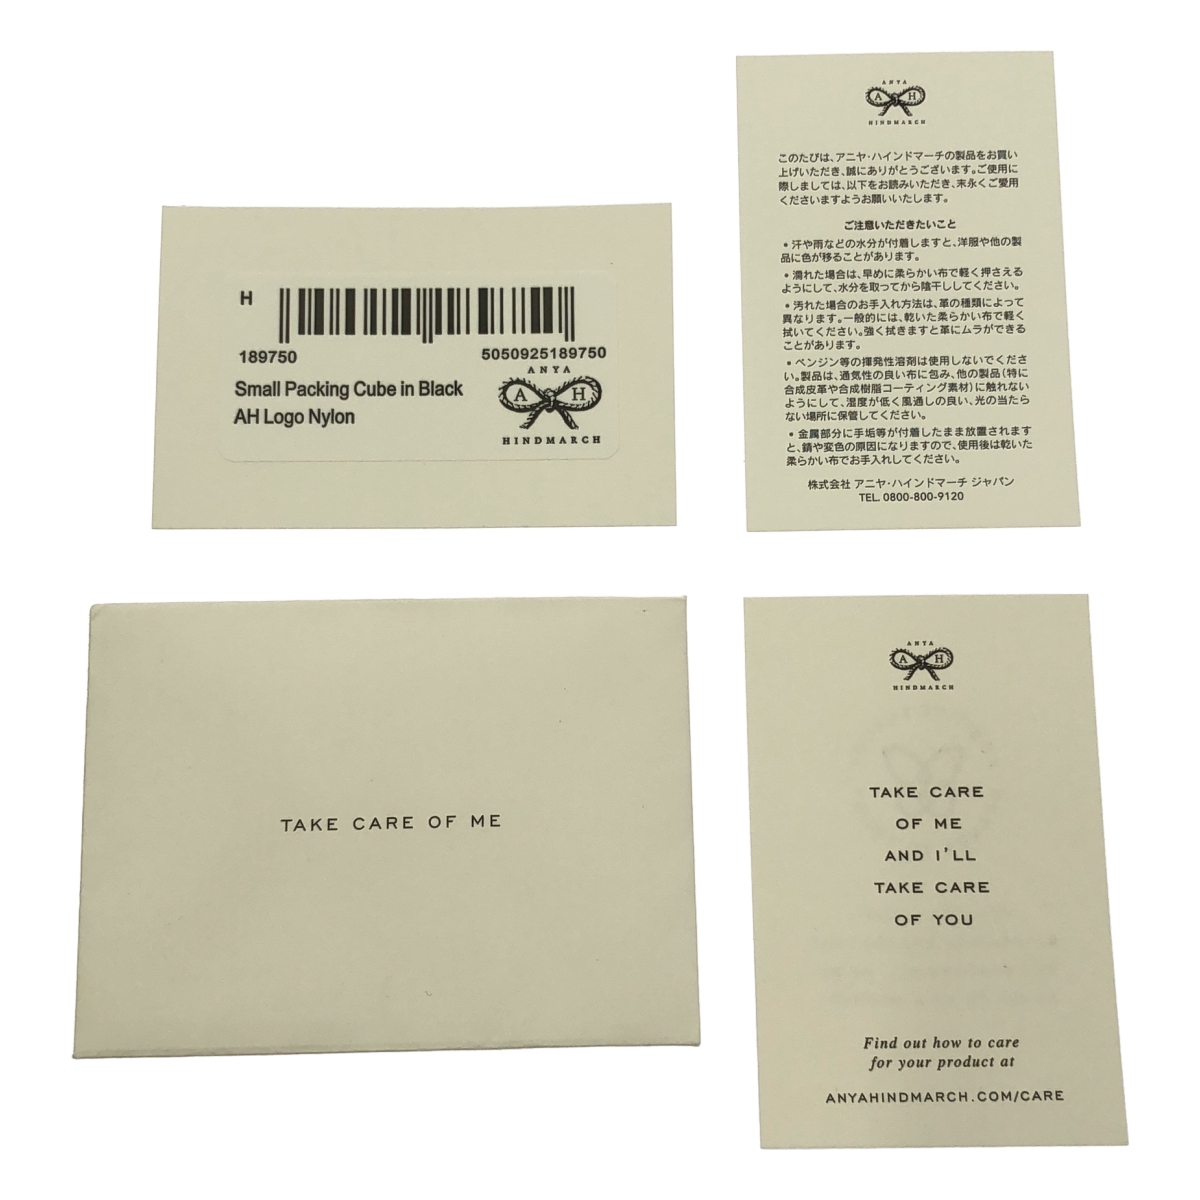 H
189750
5050925189750
Small Packing Cube in Black
AH Logo Nylon
ANYA
A H
HINDMARCH
ANYA
A H
HINDMARCH
このたびは、アニヤ・ハインドマーチの製品をお買い
上げいただき、誠にありがとうございます。ご使用に
際しましては、以下をお読みいただき、末永くご愛用
くださいますようお願いいたします。
ご注意いただきたいこと
• 汗や雨などの水分が付着しますと、洋服や他の製
品に色が移ることがあります。
• 濡れた場合は、早めに柔らかい布で軽く押さえる
ようにして、水分を取ってから陰干ししてください。
• 汚れた場合のお手入れ方法は、革の種類によって
異なります。一般的には、乾いた柔らかい布で軽く
拭いてください。強く拭きますと革にムラができる
ことがあります。
• ベンジン等の揮発性溶剤は使用しないでくださ
い。製品は、通気性の良い布に包み、他の製品（特に
合成皮革や合成樹脂コーティング素材）に触れない
ようにして、湿度が低く風通しの良い、光の当たら
ない場所に保管してください。
• 金属部分に手垢等が付着したまま放置されます
と、錆や変色の原因になりますので、使用後は乾いた
柔らかい布でお手入れしてください。
株式会社 アニヤ・ハインドマーチ ジャパン
TEL. 0800-800-9120
TAKE CARE OF ME
ANYA
A H
HINDMARCH
TAKE CARE
OF ME
AND I'LL
TAKE CARE
OF YOU
Find out how to care
for your product at
ANYAHINDMARCH.COM/CARE